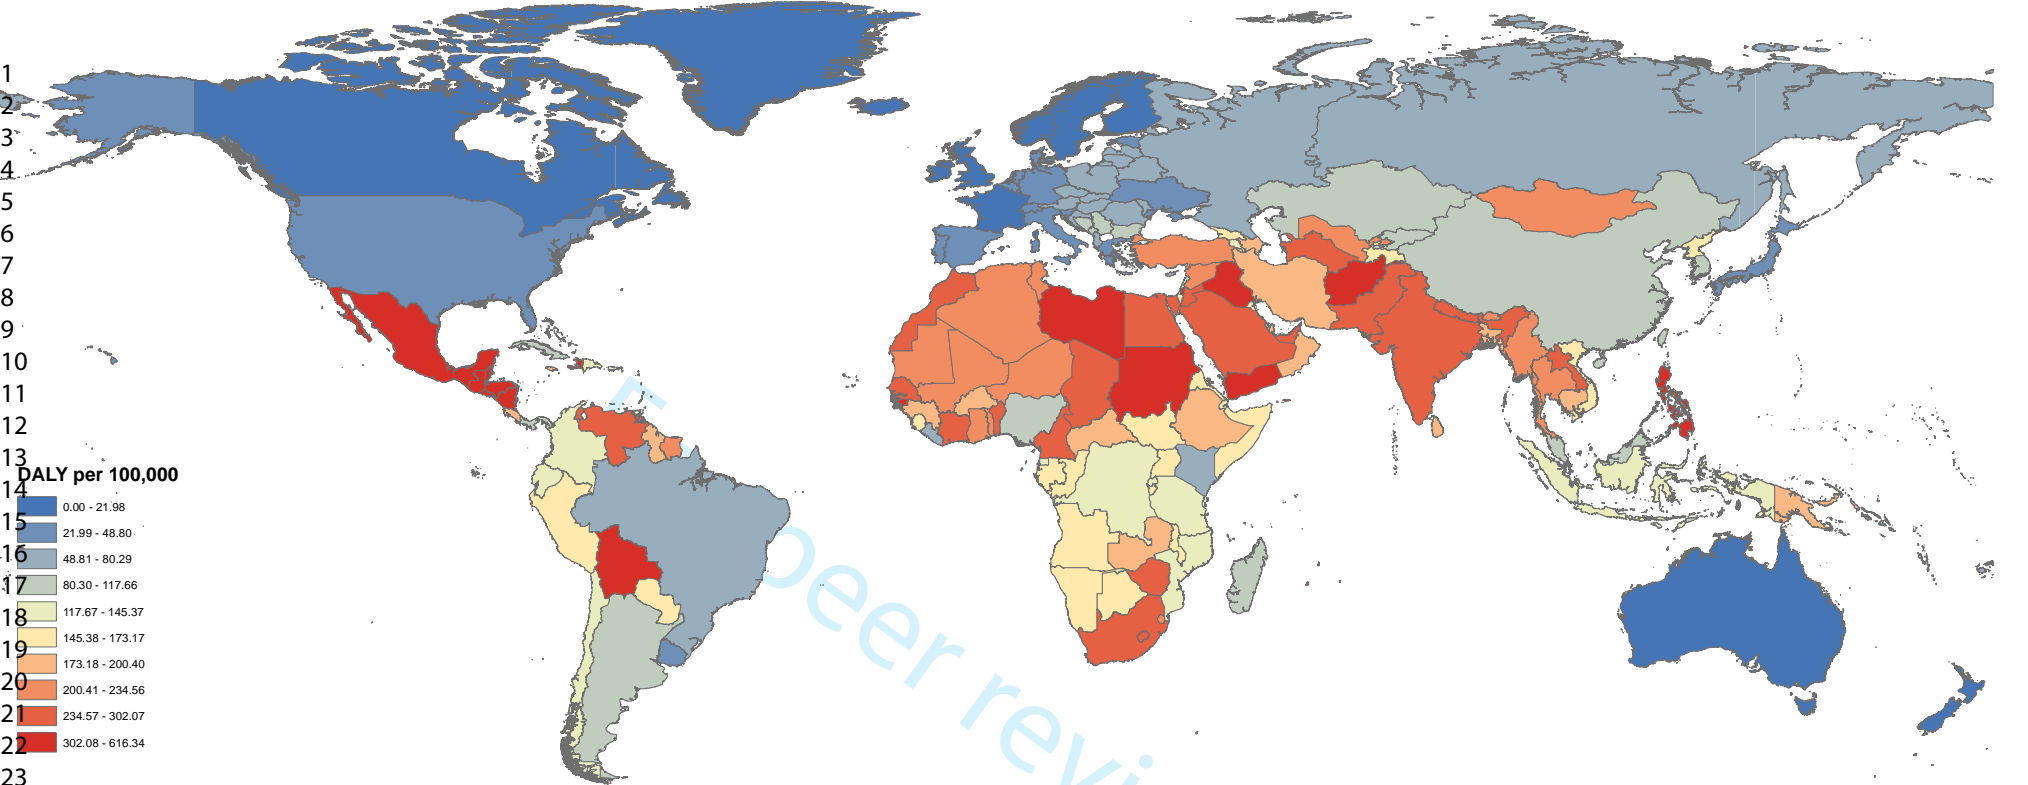 1
2
3
4
5
6
7
8
9
10
11
12
13
DALY per 100,000
14
0.00 - 21.98
15
21.99 - 48.80
16
48.81 - 80.29
17
80.30 - 117.66
18
117.67 - 145.37
19
145.38 - 173.17
173.18 - 200.40
20
200.41 - 234.56
21
234.57 - 302.07
22
302.08 - 616.34
23
peer revi